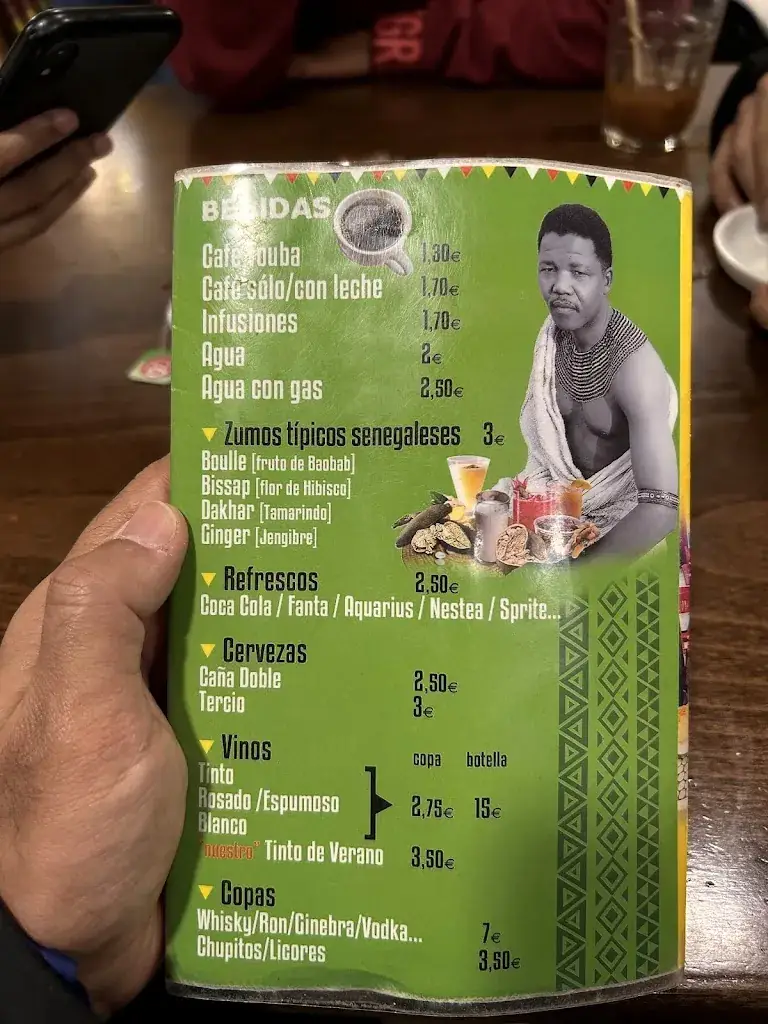 GR
BEBIDAS
Café Touba 1,30€
Café sólo/con leche 1,70€
Infusiones 1,70€
Agua 2€
Agua con gas 2,50€
Zumos típicos senegaleses 3€
Boulle [fruto de Baobab]
Bissap [flor de Hibisco]
Dakhar [Tamarindo]
Ginger [Jengibre]
Refrescos 2,50€
Coca Cola / Fanta / Aquarius / Nestea / Sprite...
Cervezas
Caña Doble 2,50€
Tercio 3€
Vinos copa botella
Tinto
Rosado /Espumoso 2,75€ 15€
Blanco
"nuestro" Tinto de Verano 3,50€
Copas
Whisky/Ron/Ginebra/Vodka... 7€
Chupitos/Licores 3,50€